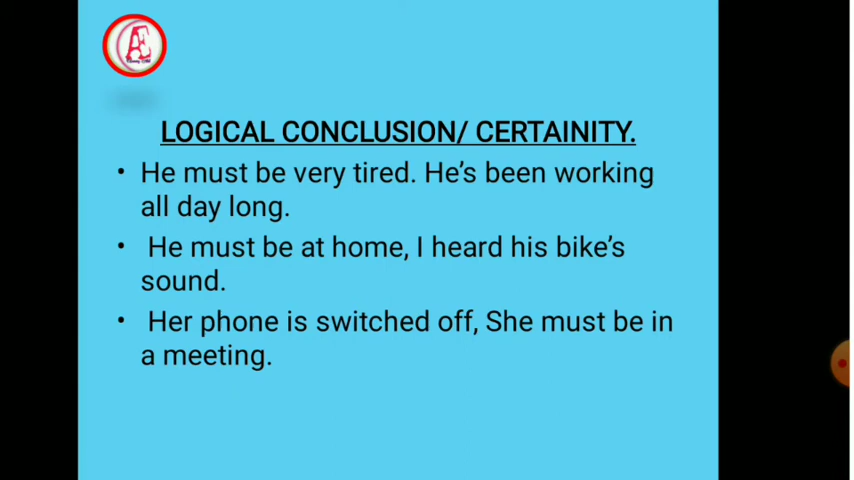 Æ
LOGICAL CONCLUSION/ CERTAINITY.
• He must be very tired. He's been working
all day long.
• He must be at home, I heard his bike's
sound.
• Her phone is switched off, She must be in
a meeting.